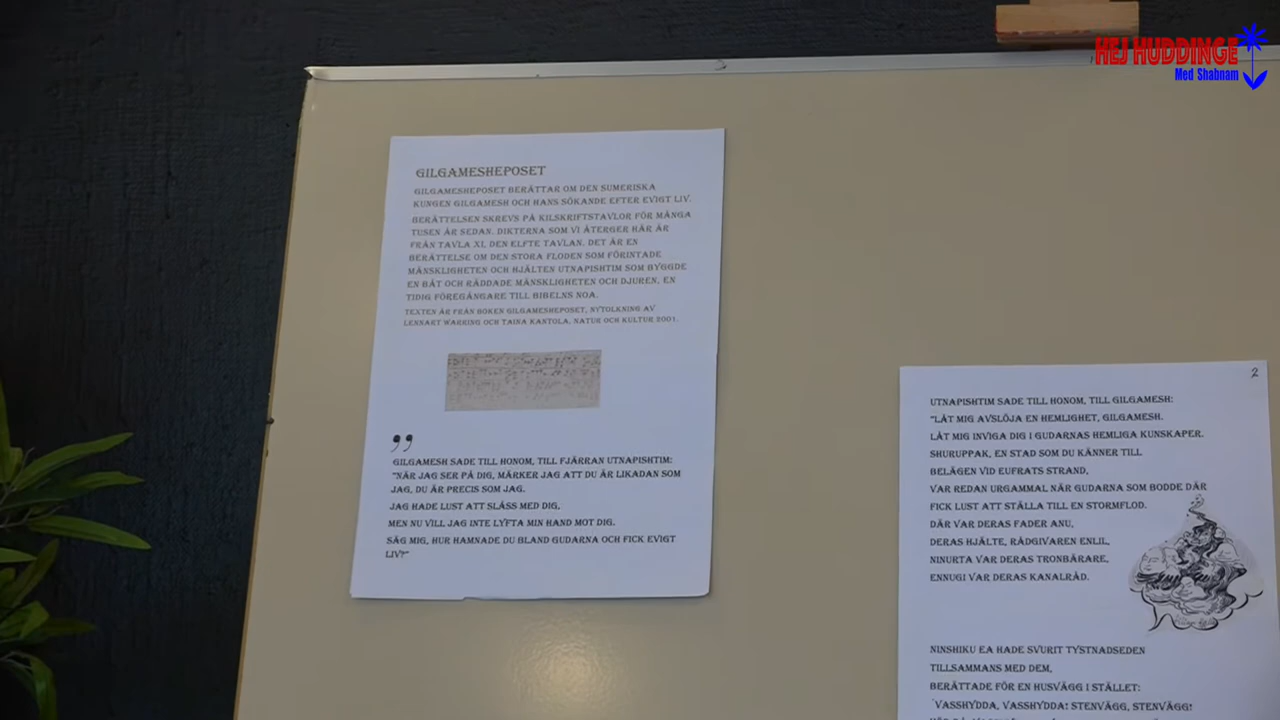 HEJ HUDDINGE
Med Shabnam
GILGAMESHEPOSET
GILGAMESHEPOSET BERÄTTAR OM DEN SUMERISKA
KUNGEN GILGAMESH OCH HANS SÖKANDE EFTER EVIGT LIV.
BERÄTTELSEN SKREVS PÅ KILSKRIFTSTAVLOR FÖR MÅNGA
TUSEN ÅR SEDAN. DIKTERNA SOM VI ÅTERGER HÄR ÄR
FRÅN TAVLA XI, DEN ELFTE TAVLAN. DET ÄR EN
BERÄTTELSE OM DEN STORA FLODEN SOM FÖRINTADE
MÄNSKLIGHETEN OCH HJÄLTEN UTNAPISHTIM SOM BYGGDE
EN BÅT OCH RÄDDADE MÄNSKLIGHETEN OCH DJUREN, EN
TIDIG FÖREGÅNGARE TILL BIBELNS NOA.
TEXTEN ÄR FRÅN BOKEN GILGAMESHEPOSET, NYTOLKNING AV
LENNART WARRING OCH TAINA KANTOLA, NATUR OCH KULTUR 2001.
”
GILGAMESH SADE TILL HONOM, TILL FJÄRRAN UTNAPISHTIM:
"NÄR JAG SER PÅ DIG, MÄRKER JAG ATT DU ÄR LIKADAN SOM
JAG, DU ÄR PRECIS SOM JAG.
JAG HADE LUST ATT SLÅSS MED DIG,
MEN NU VILL JAG INTE LYFTA MIN HAND MOT DIG.
SÄG MIG, HUR HAMNADE DU BLAND GUDARNA OCH FICK EVIGT
LIV?"
2
UTNAPISHTIM SADE TILL HONOM, TILL GILGAMESH:
"LÅT MIG AVSLÖJA EN HEMLIGHET, GILGAMESH.
LÅT MIG INVIGA DIG I GUDARNAS HEMLIGA KUNSKAPER.
SHURUPPAK, EN STAD SOM DU KÄNNER TILL
BELÄGEN VID EUFRATS STRAND,
VAR REDAN URGAMMAL NÄR GUDARNA SOM BODDE DÄR
FICK LUST ATT STÄLLA TILL EN STORMFLOD.
DÄR VAR DERAS FADER ANU,
DERAS HJÄLTE, RÅDGIVAREN ENLIL,
NINURTA VAR DERAS TRONBÄRARE,
ENNUGI VAR DERAS KANALRÅD.
NINSHIKU EA HADE SVURIT TYSTNADSEDEN
TILLSAMMANS MED DEM,
BERÄTTADE FÖR EN HUSVÄGG I STÄLLET:
`VASSHYDDA, VASSHYDDA! STENVÄGG, STENVÄGG!